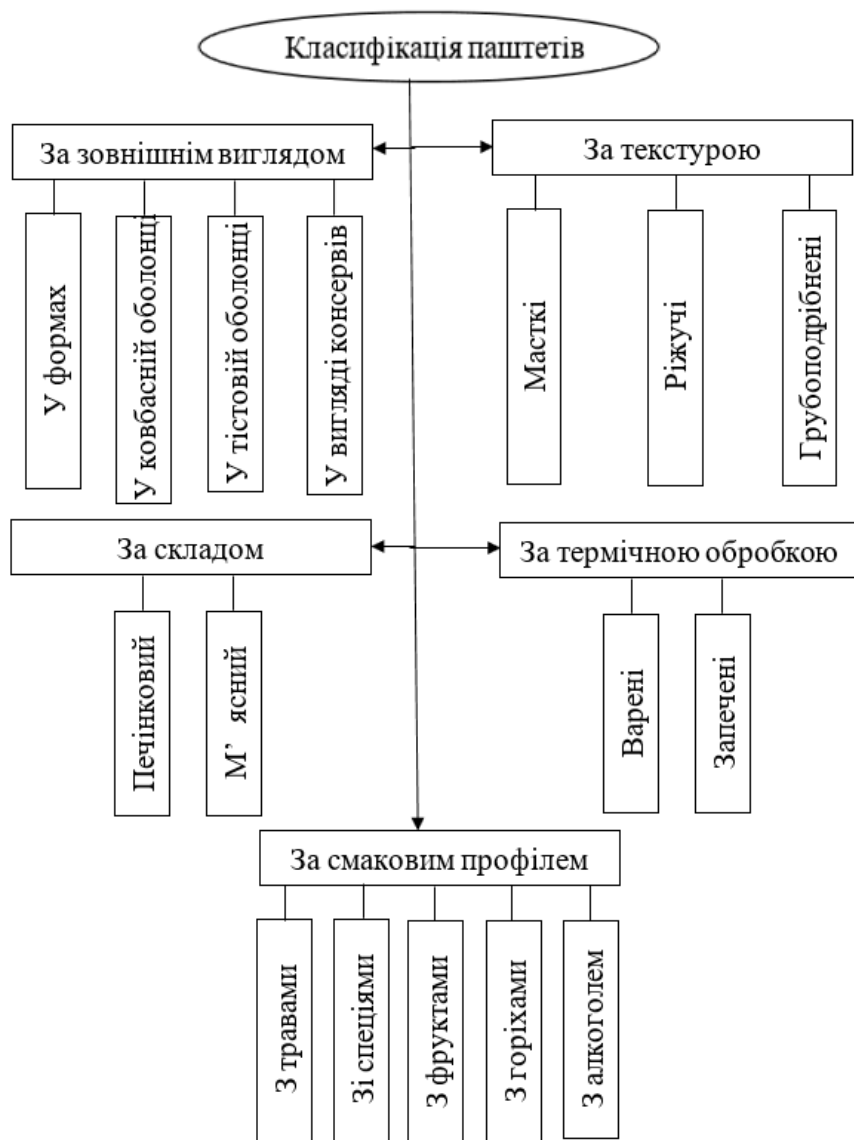 Класифікація паштетів
За зовнішнім виглядом
За текстурою
У формах
У ковбасній оболонці
У тістовій оболонці
У вигляді консервів
Масткі
Ріжучі
Грубоподрібнені
За складом
За термічною обробкою
Печінковий
М’ ясний
Варені
Запечені
За смаковим профілем
З травами
Зі спеціями
З фруктами
З горіхами
З алкоголем